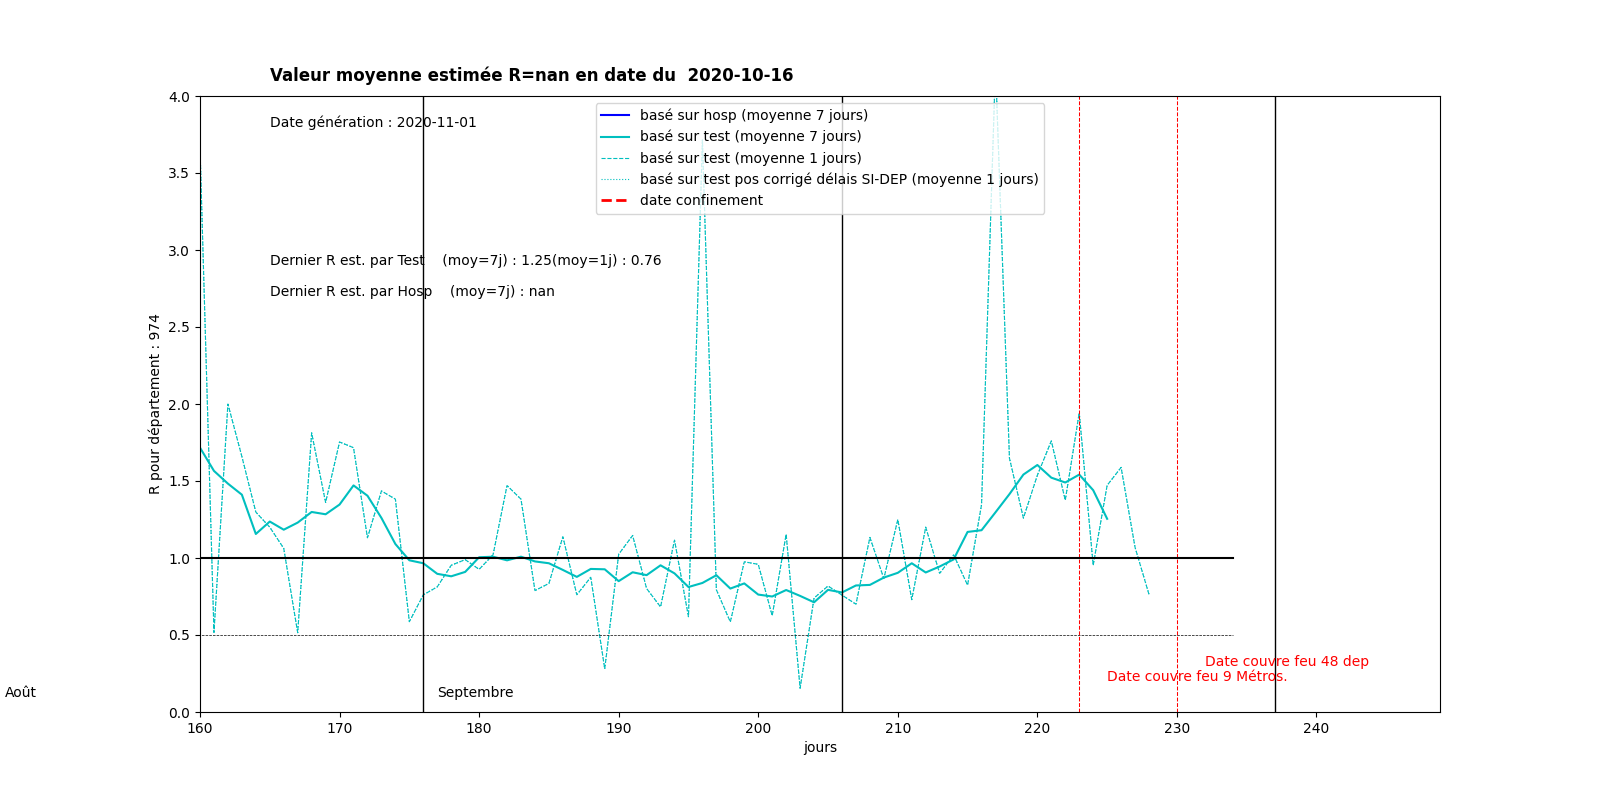 Valeur moyenne estimée R=nan en date du  2020-10-16
Date génération : 2020-11-01
basé sur hosp (moyenne 7 jours)
basé sur test (moyenne 7 jours)
basé sur test (moyenne 1 jours)
basé sur test pos corrigé délais SI-DEP (moyenne 1 jours)
date confinement
Dernier R est. par Test    (moy=7j) : 1.25(moy=1j) : 0.76
Dernier R est. par Hosp    (moy=7j) : nan
R pour département : 974
4.0
3.5
3.0
2.5
2.0
1.5
1.0
0.5
0.0
Date couvre feu 48 dep
Date couvre feu 9 Métros.
Août
Septembre
160 170 180 190 200 210 220 230 240
jours